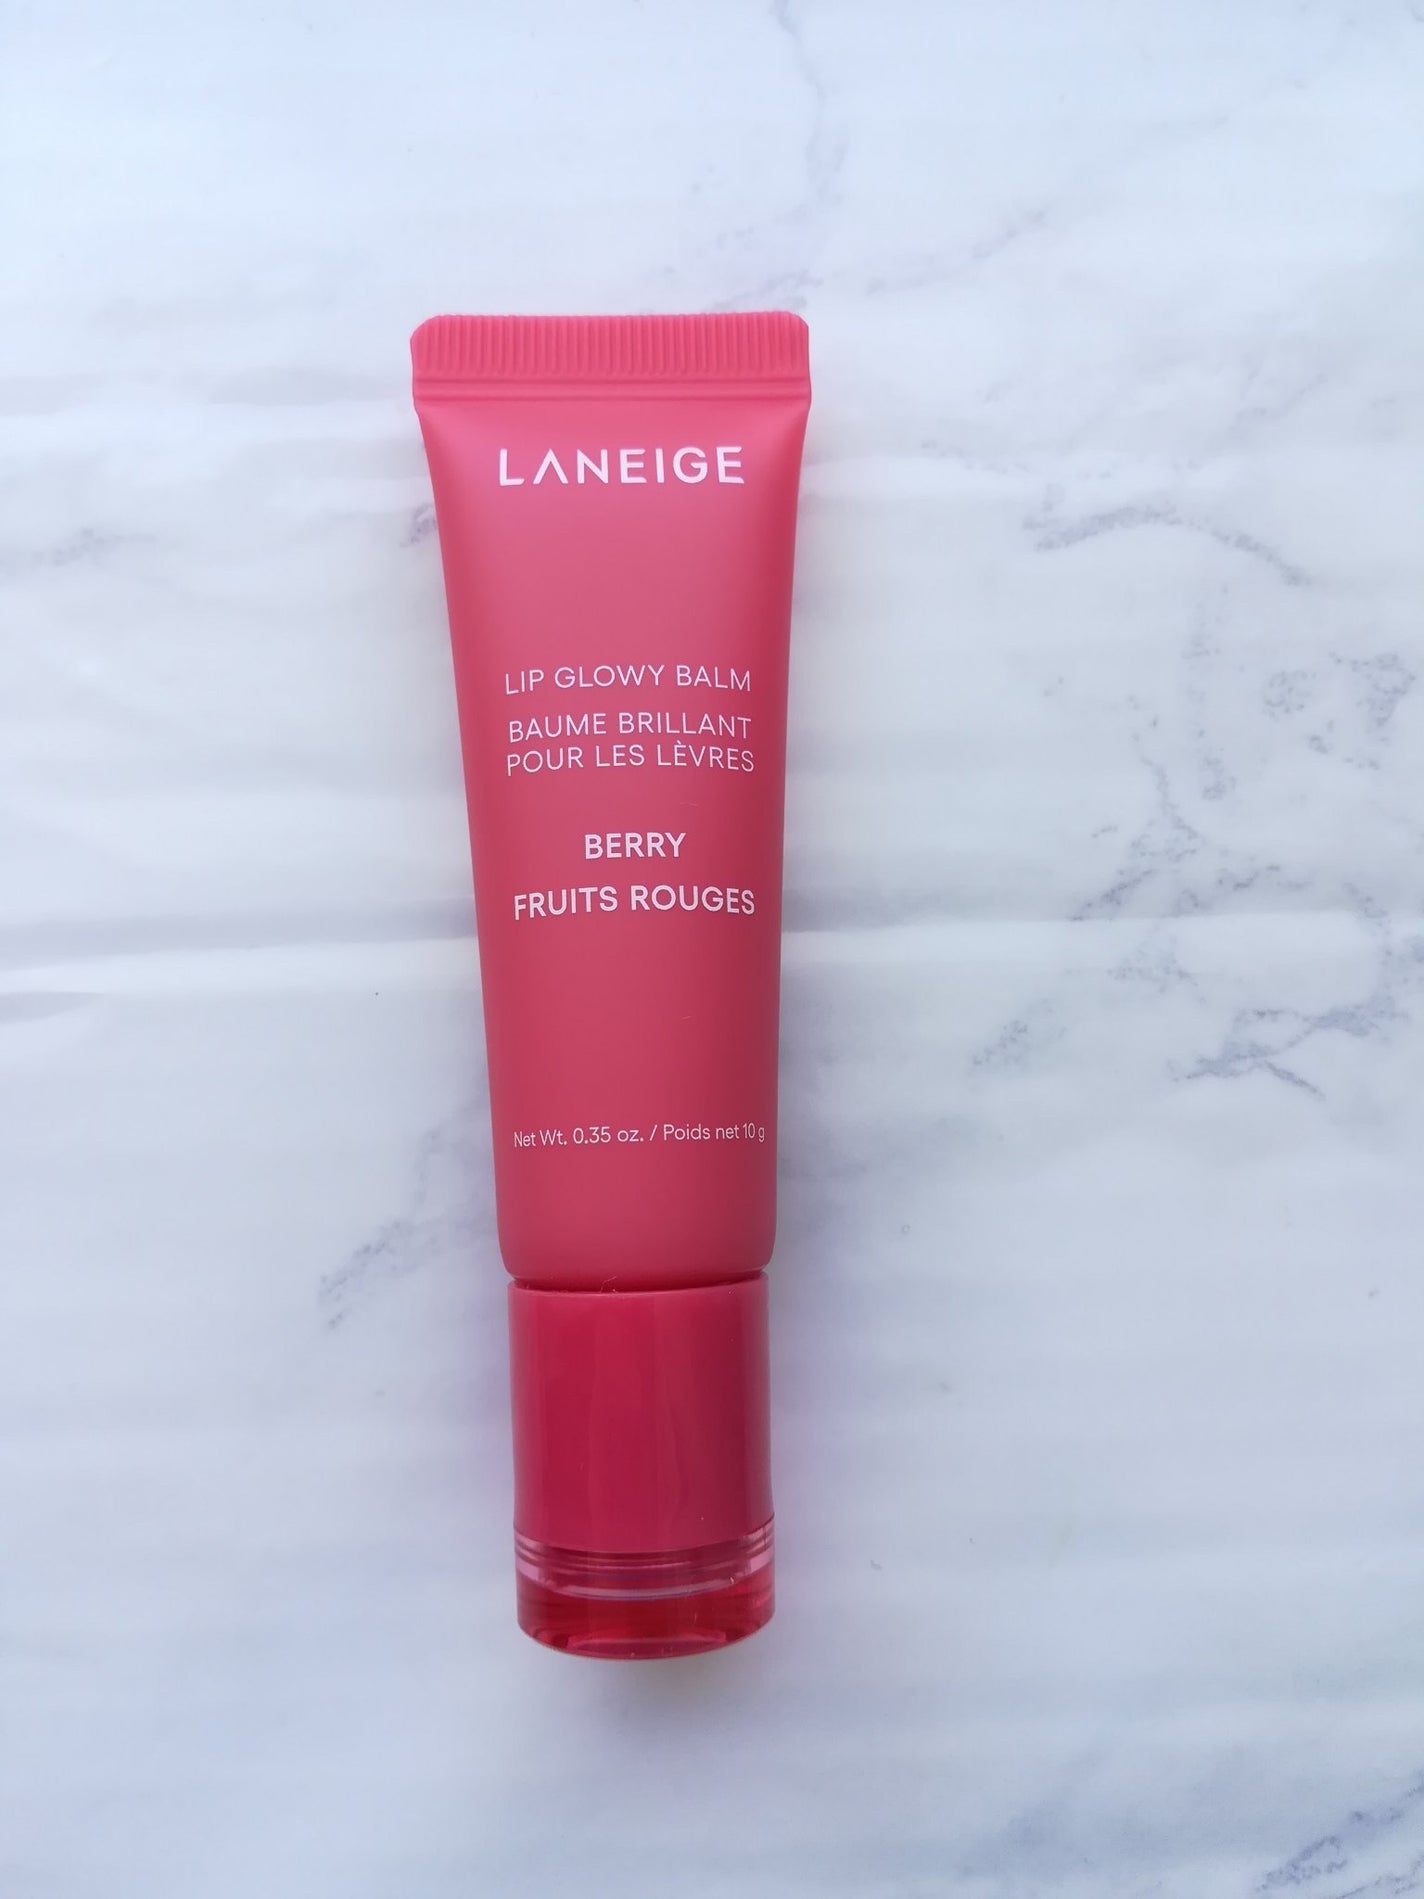 LANEIGE
LIP GLOWY BALM
BAUME BRILLANT
POUR LES LÈVRES
BERRY
FRUITS ROUGES
Net Wt. 0.35 oz. / Poids net 10 g